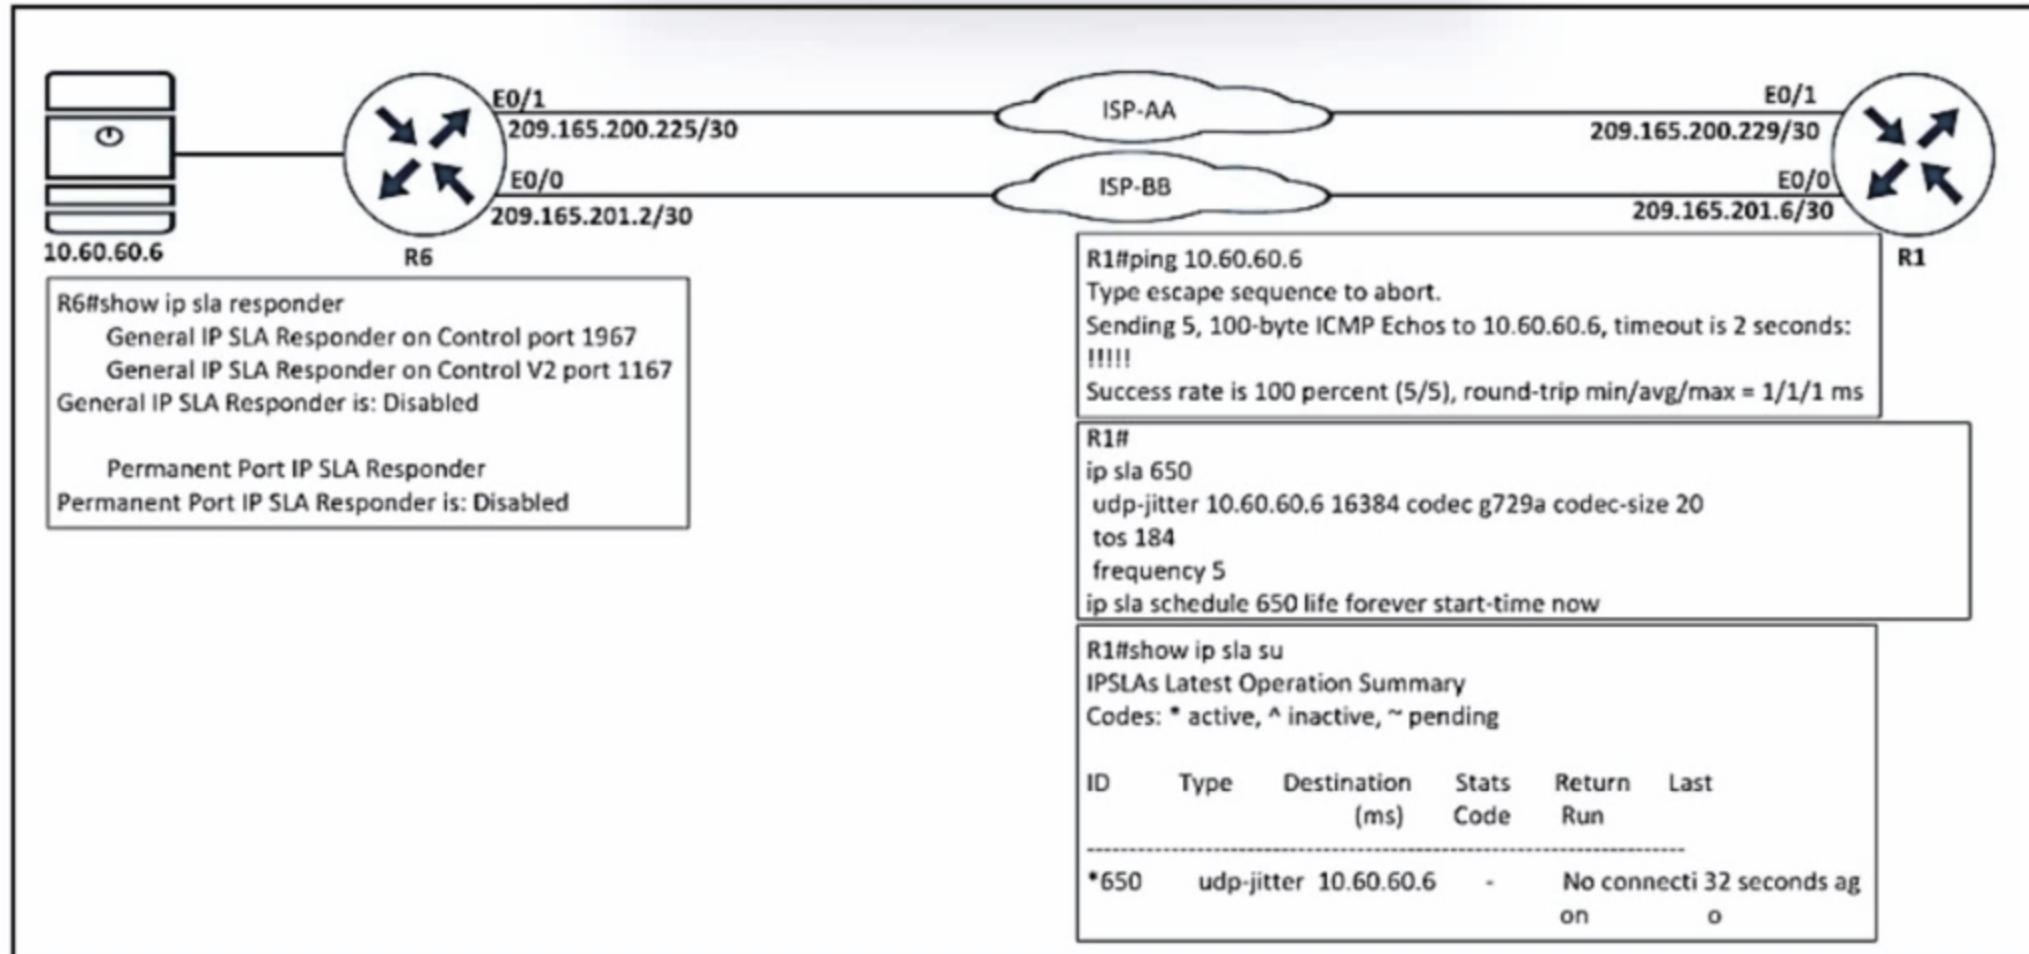 E0/1
ISP-AA
E0/1
209.165.200.225/30
209.165.200.229/30
E0/0
ISP-BB
E0/0
209.165.201.2/30
209.165.201.6/30
10.60.60.6
R6
R1
R6#show ip sla responder
General IP SLA Responder on Control port 1967
General IP SLA Responder on Control V2 port 1167
General IP SLA Responder is: Disabled
Permanent Port IP SLA Responder
Permanent Port IP SLA Responder is: Disabled
R1#ping 10.60.60.6
Type escape sequence to abort.
Sending 5, 100-byte ICMP Echos to 10.60.60.6, timeout is 2 seconds:
!!!!!
Success rate is 100 percent (5/5), round-trip min/avg/max = 1/1/1 ms
R1#
ip sla 650
udp-jitter 10.60.60.6 16384 codec g729a codec-size 20
tos 184
frequency 5
ip sla schedule 650 life forever start-time now
R1#show ip sla su
IPSLAs Latest Operation Summary
Codes: * active, ^ inactive, ~ pending
ID Type Destination Stats Return Last
(ms) Code Run
---------------------------------------------------------------------
*650 udp-jitter 10.60.60.6 - No connecti 32 seconds ag
on o